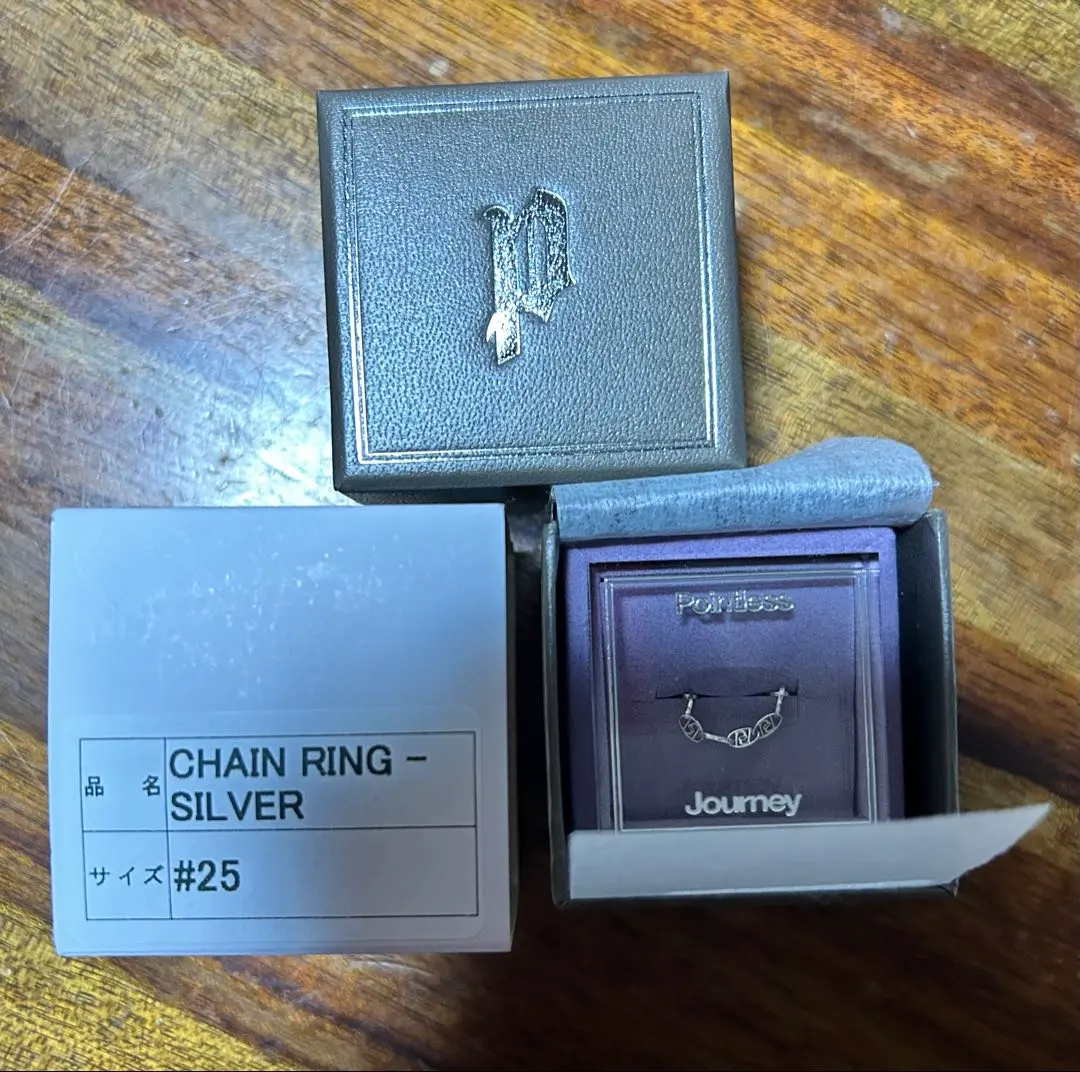 p
Pointless
Journey
品名 CHAIN RING -
SILVER
サイズ #25